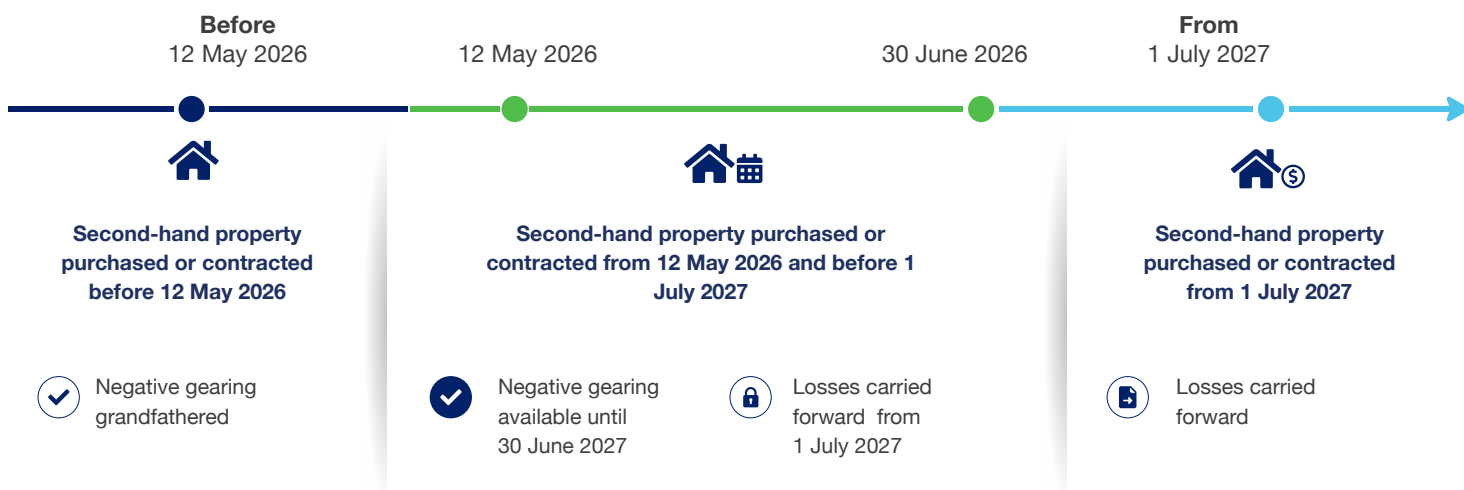 Before
12 May 2026
12 May 2026
30 June 2026
From
1 July 2027
Second-hand property
purchased or contracted
before 12 May 2026
Negative gearing
grandfathered
Second-hand property purchased or
contracted from 12 May 2026 and before 1
July 2027
Negative gearing
available until
30 June 2027
Losses carried
forward from
1 July 2027
Second-hand property
purchased or contracted
from 1 July 2027
Losses carried
forward